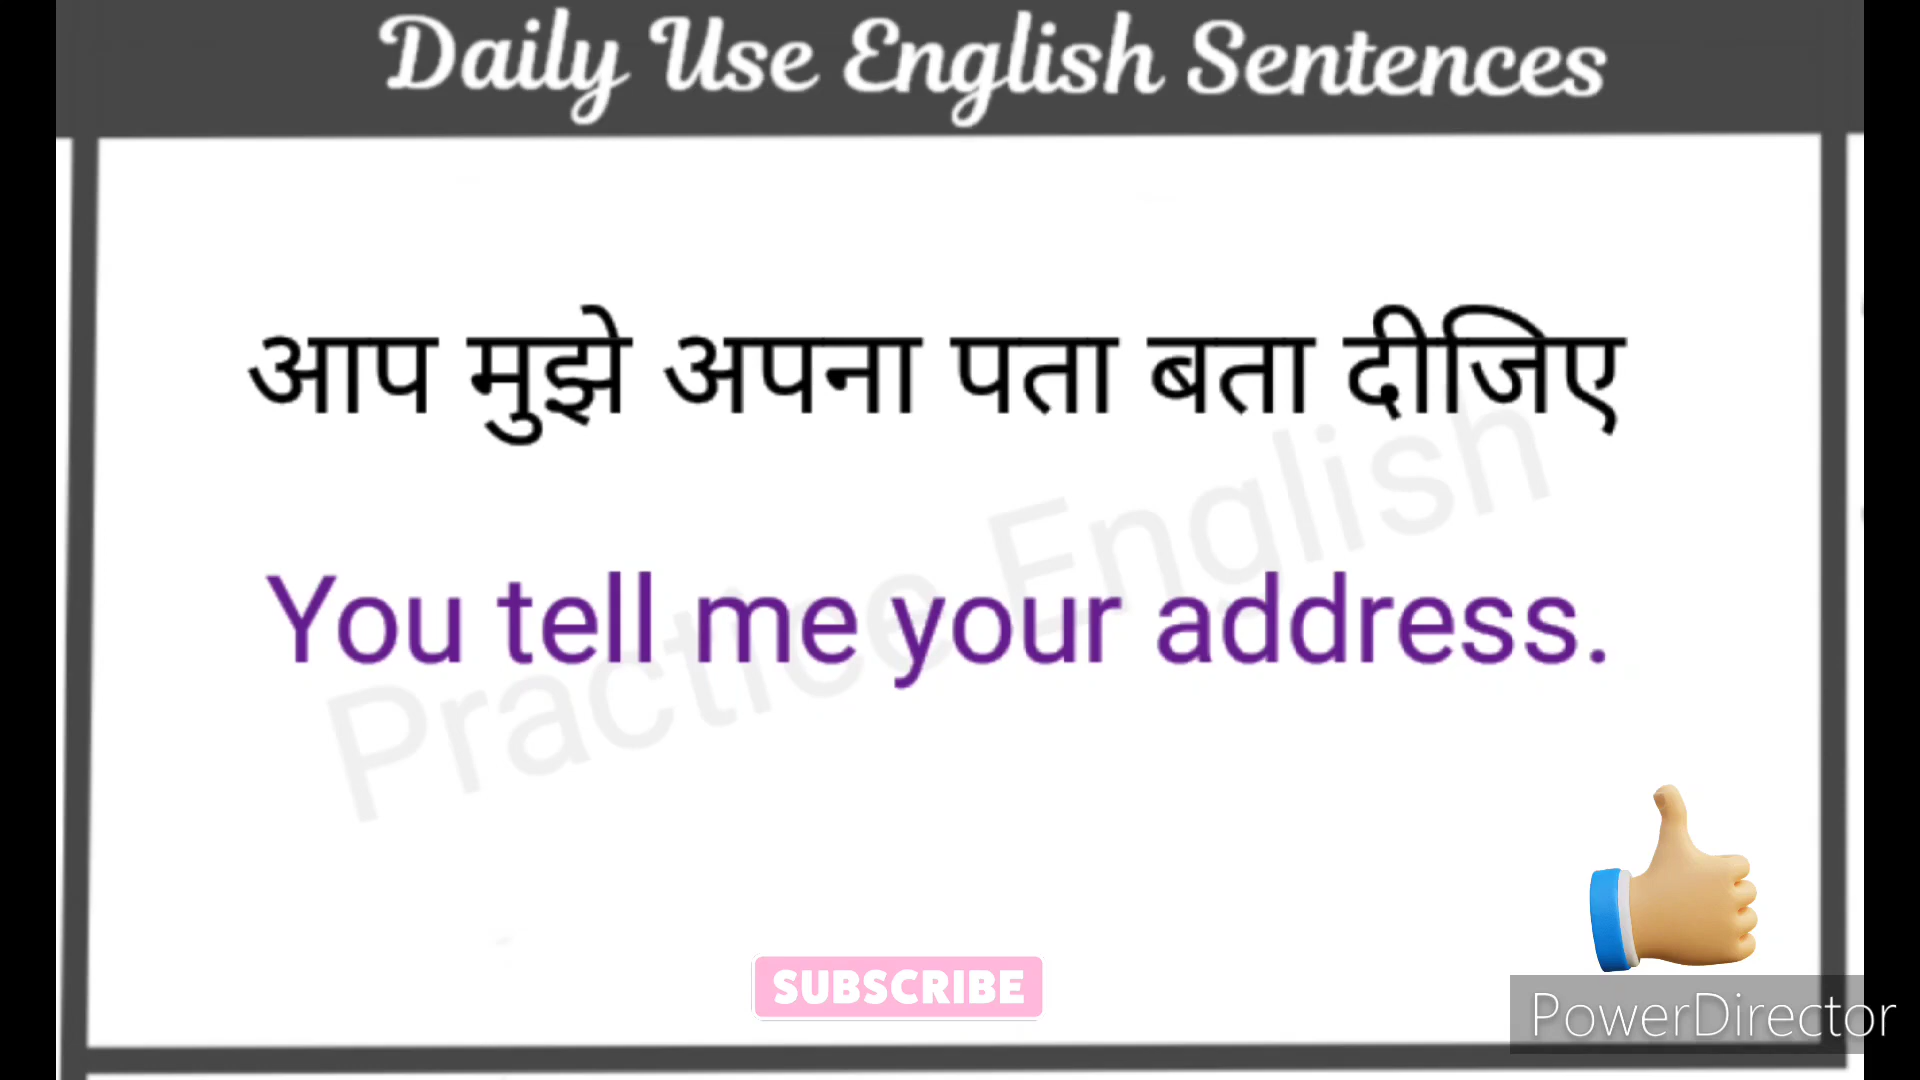 Daily Use English Sentences
आप मुझे अपना पता बता दीजिए
You tell me your address.
Practice English
SUBSCRIBE
PowerDirector